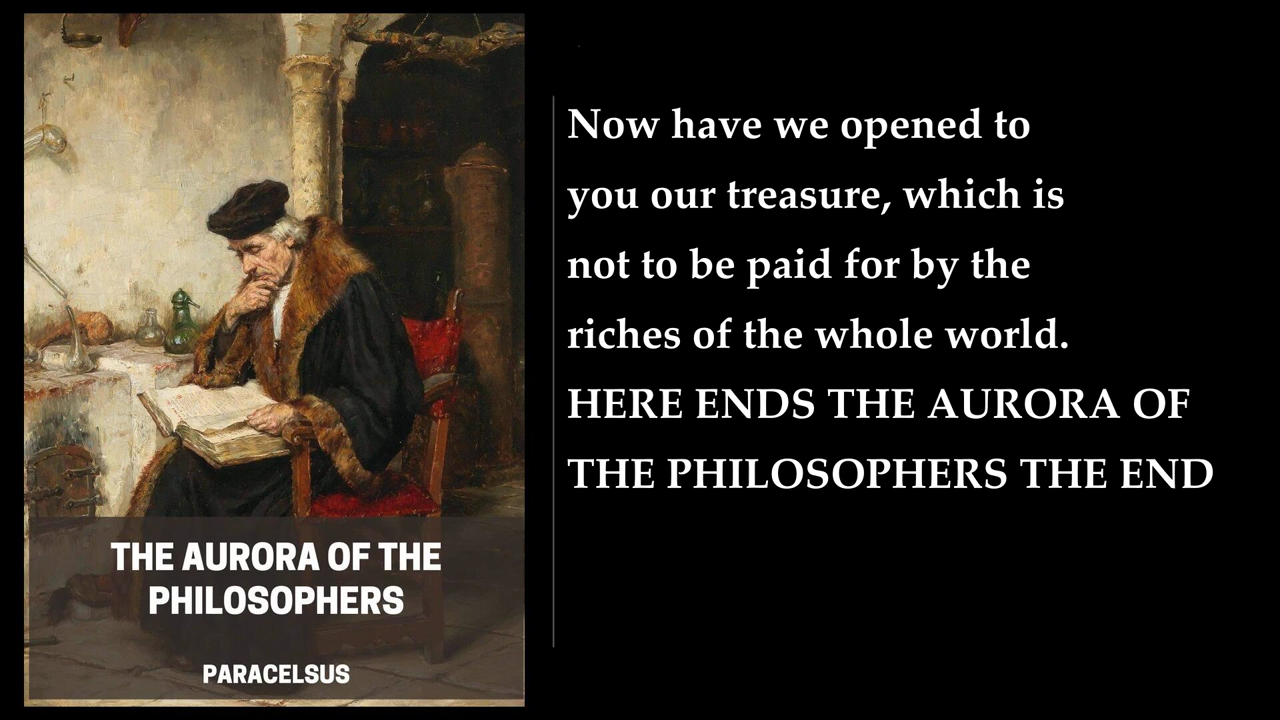 THE AURORA OF THE
PHILOSOPHERS
PARACELSUS
Now have we opened to
you our treasure, which is
not to be paid for by the
riches of the whole world.
HERE ENDS THE AURORA OF
THE PHILOSOPHERS THE END